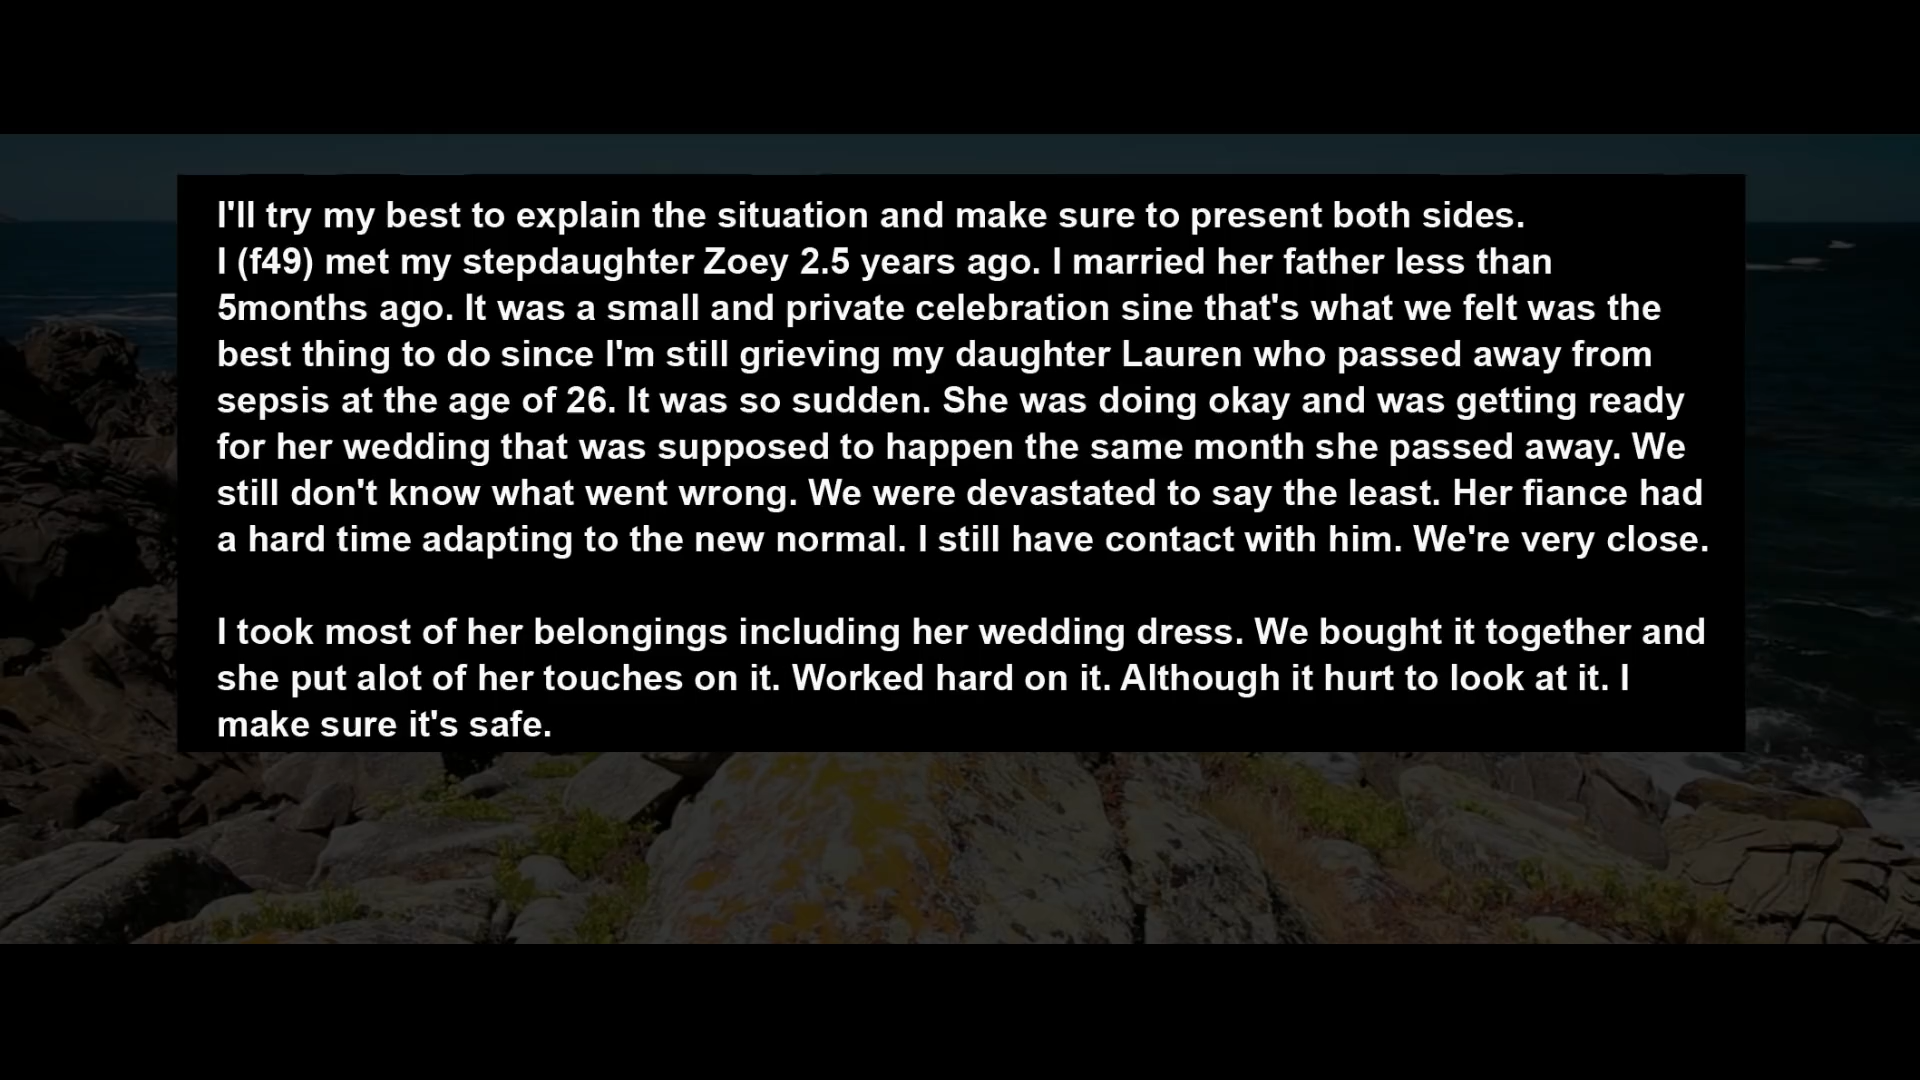 I'll try my best to explain the situation and make sure to present both sides.
I (f49) met my stepdaughter Zoey 2.5 years ago. I married her father less than
5months ago. It was a small and private celebration sine that's what we felt was the
best thing to do since I'm still grieving my daughter Lauren who passed away from
sepsis at the age of 26. It was so sudden. She was doing okay and was getting ready
for her wedding that was supposed to happen the same month she passed away. We
still don't know what went wrong. We were devastated to say the least. Her fiance had
a hard time adapting to the new normal. I still have contact with him. We're very close.
I took most of her belongings including her wedding dress. We bought it together and
she put alot of her touches on it. Worked hard on it. Although it hurt to look at it. I
make sure it's safe.